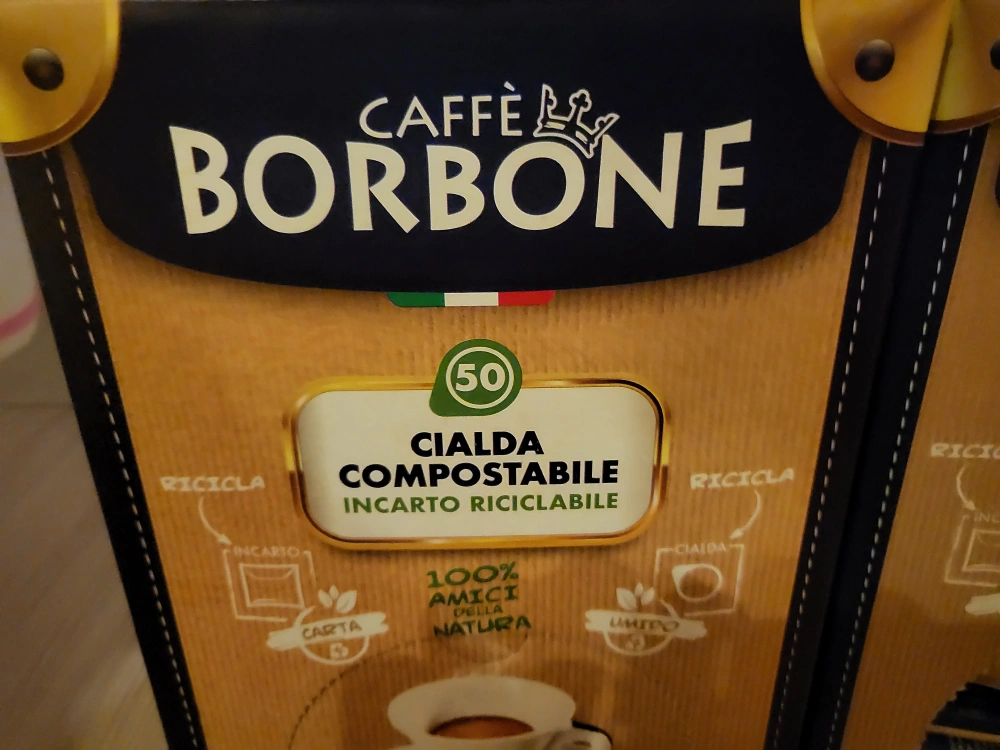 CAFFÈ
BORBONE
50
CIALDA
COMPOSTABILE
INCARTO RICICLABILE
RICICLA
RICICLA
INCARTO
CIALDA
100%
AMICI
DELLA
NATURA
CARTA
UMIDO